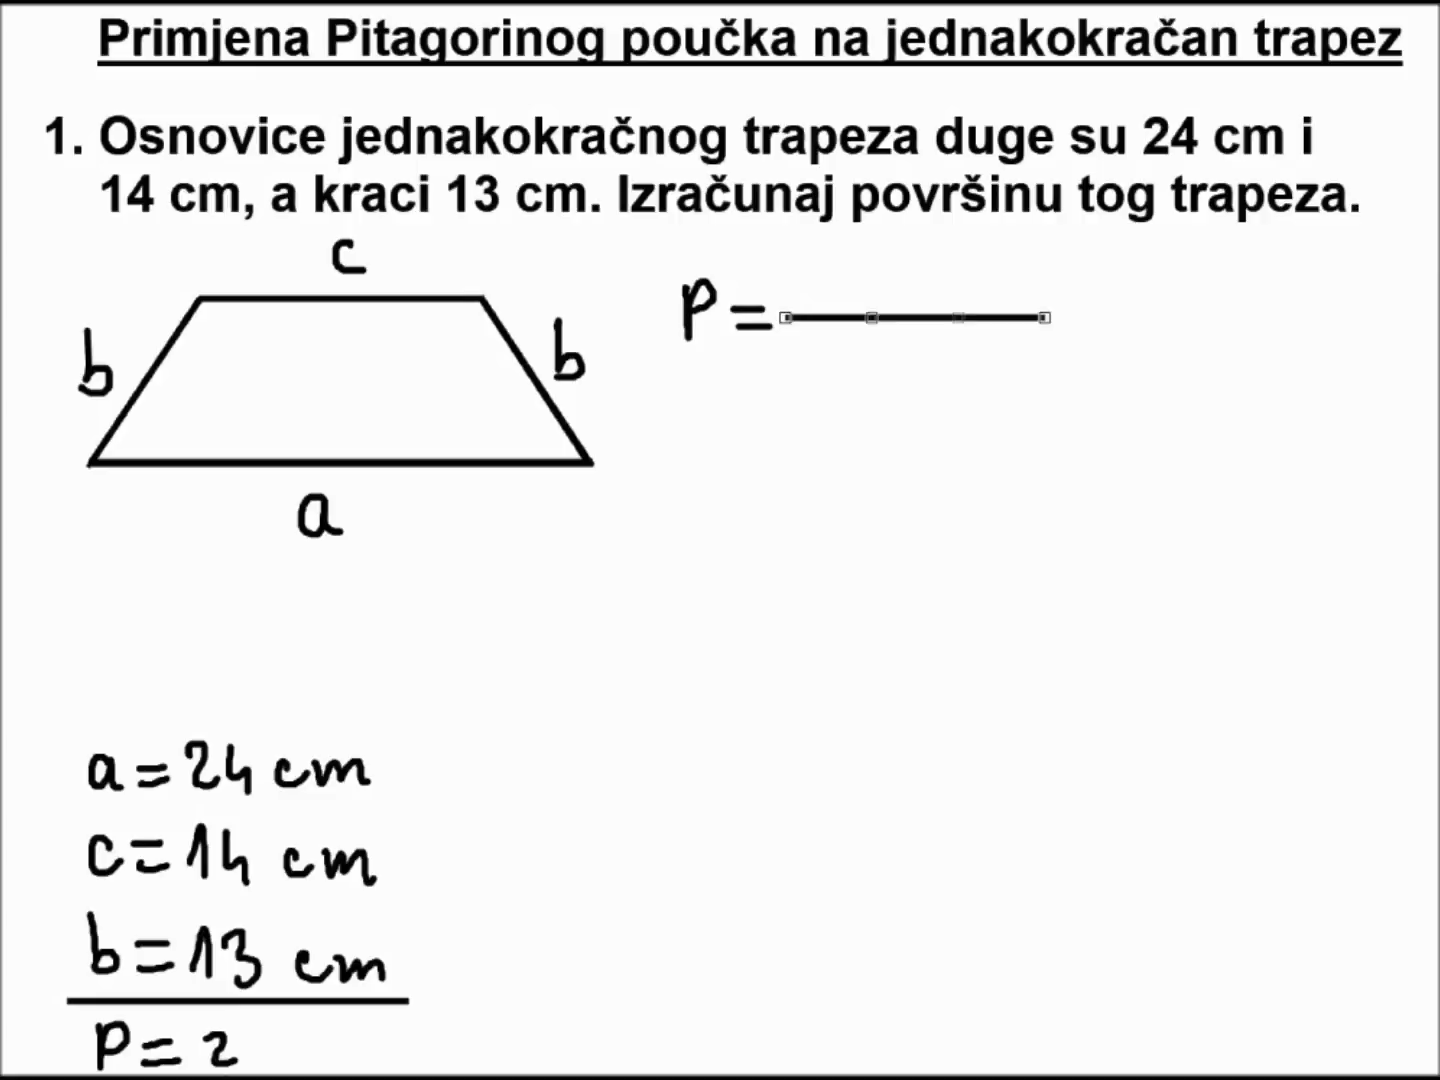 Primjena Pitagorinog poučka na jednakokračan trapez
1. Osnovice jednakokračnog trapeza duge su 24 cm i
14 cm, a kraci 13 cm. Izračunaj površinu tog trapeza.
c
P =
b
b
a
a = 24 cm
c = 14 cm
b = 13 cm
P = ?